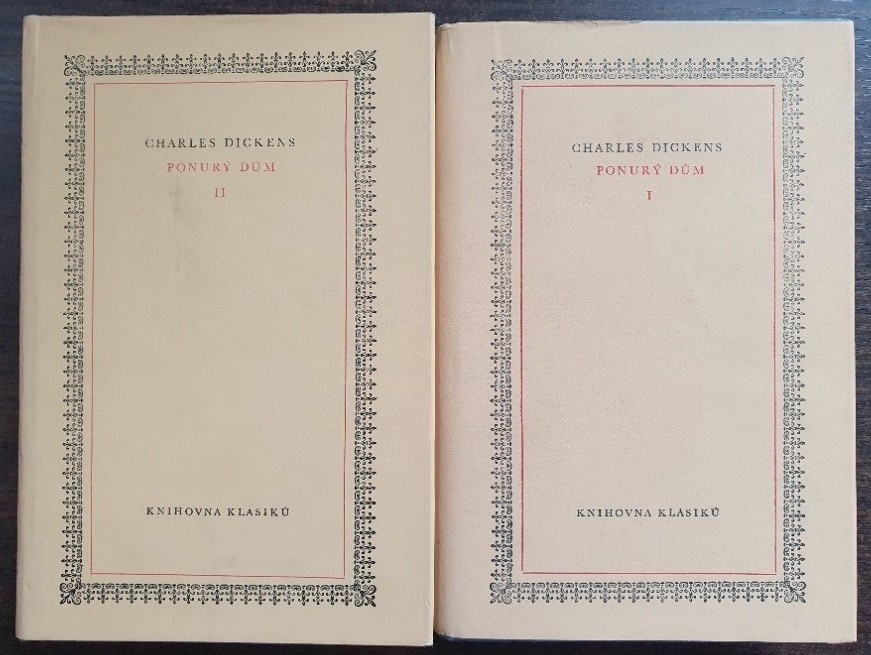 CHARLES DICKENS
PONURÝ DŮM
II
KNIHOVNA KLASIKŮ
CHARLES DICKENS
PONURÝ DŮM
I
KNIHOVNA KLASIKŮ